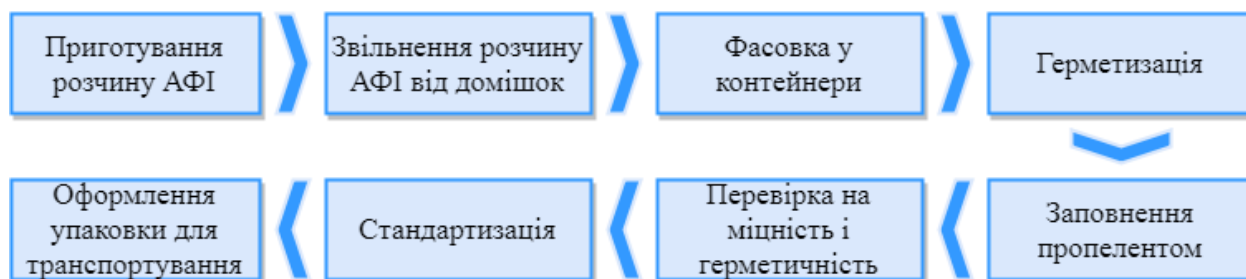 Приготування
розчину АФІ
Звільнення розчину
АФІ від домішок
Фасовка у
контейнери
Герметизація
Заповнення
пропелентом
Перевірка на
міцність і
герметичність
Стандартизація
Оформлення
упаковки для
транспортування